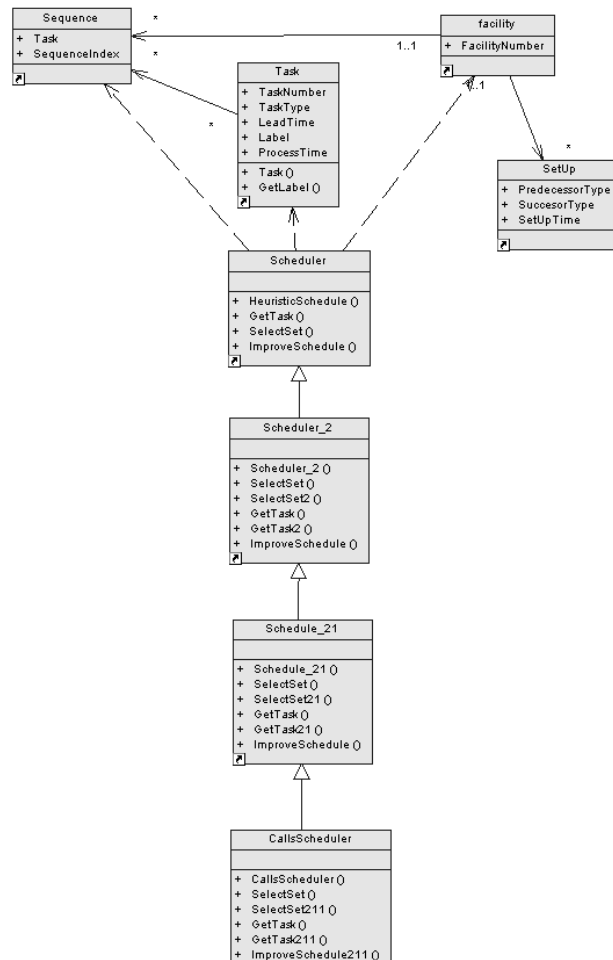 Sequence
+ Task
+ SequenceIndex
*
*
facility
+ FacilityNumber
1..1
1..1
Task
+ TaskNumber
+ TaskType
+ LeadTime
+ Label
+ ProcessTime
+ Task ()
+ GetLabel ()
*
*
SetUp
+ PredecessorType
+ SuccesorType
+ SetUpTime
Scheduler
+ HeuristicSchedule ()
+ GetTask ()
+ SelectSet ()
+ ImproveSchedule ()
Scheduler_2
+ Scheduler_2 ()
+ SelectSet ()
+ SelectSet2 ()
+ GetTask ()
+ GetTask2 ()
+ ImproveSchedule ()
Schedule_21
+ Schedule_21 ()
+ SelectSet ()
+ SelectSet21 ()
+ GetTask ()
+ GetTask21 ()
+ ImproveSchedule ()
CallsScheduler
+ CallsScheduler ()
+ SelectSet ()
+ SelectSet211 ()
+ GetTask ()
+ GetTask211 ()
+ ImproveSchedule211 ()